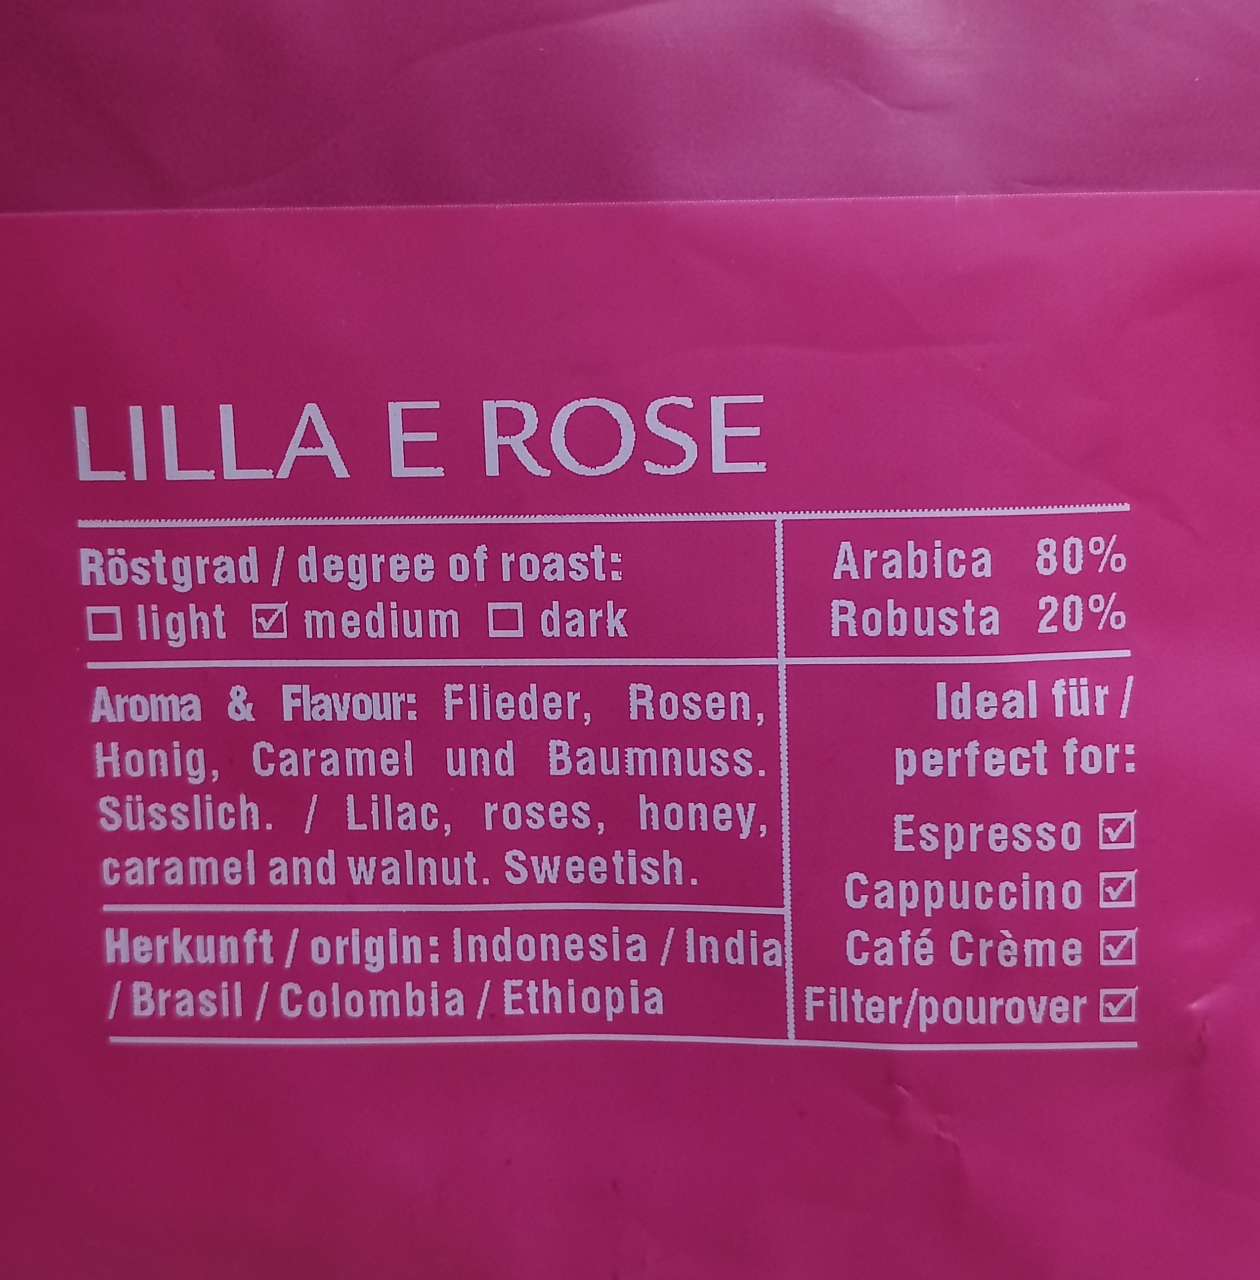 LILLA E ROSE
Röstgrad / degree of roast:
☐ light ☑ medium ☐ dark
Arabica 80%
Robusta 20%
Aroma & Flavour: Flieder, Rosen,
Honig, Caramel und Baumnuss.
Süsslich. / Lilac, roses, honey,
caramel and walnut. Sweetish.
Herkunft / origin: Indonesia / India
/ Brasil / Colombia / Ethiopia
Ideal für /
perfect for:
Espresso ☑
Cappuccino ☑
Café Crème ☑
Filter/pourover ☑